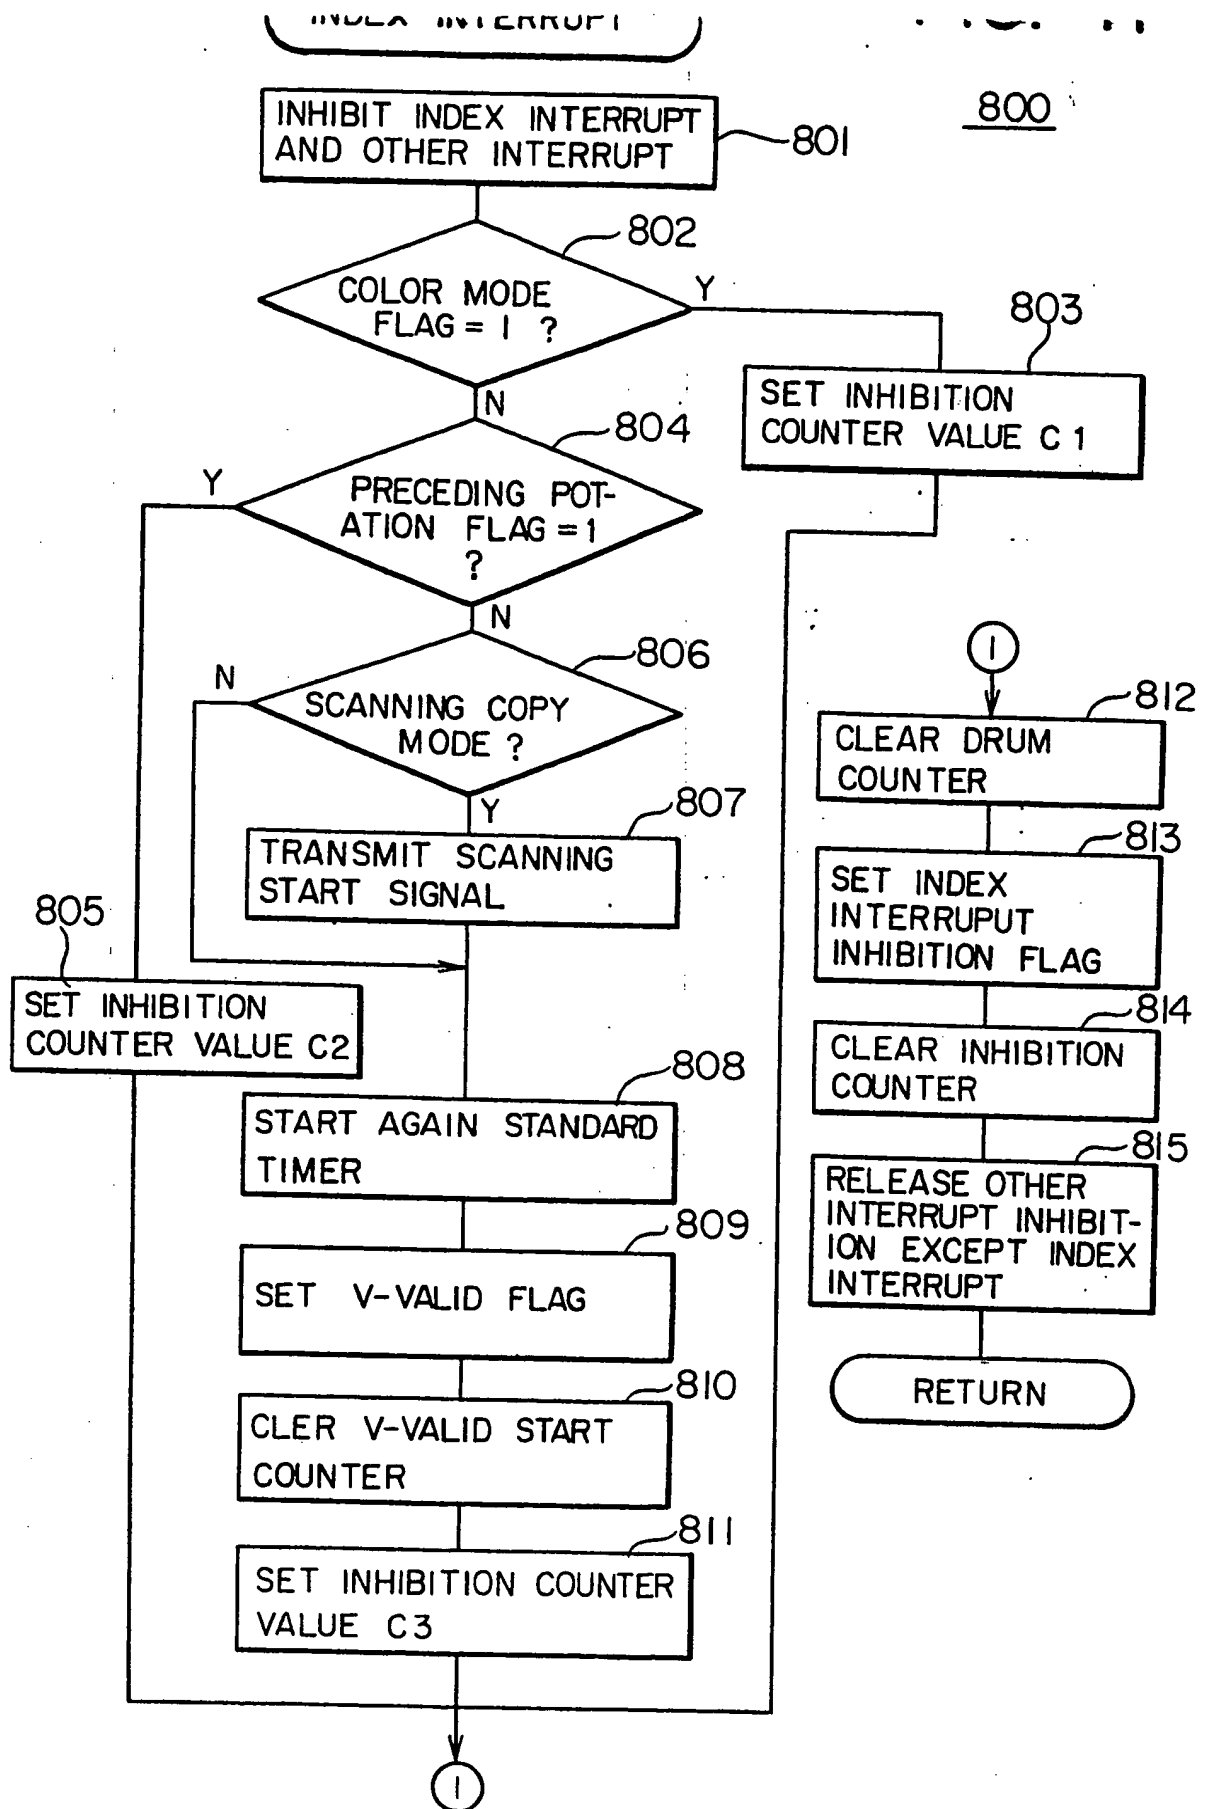 INDEX INTERRUPT
800
INHIBIT INDEX INTERRUPT
AND OTHER INTERRUPT
801
802
COLOR MODE
FLAG = 1 ?
Y
N
803
SET INHIBITION
COUNTER VALUE C1
804
PRECEDING POT-
ATION FLAG = 1
?
Y
N
806
SCANNING COPY
MODE ?
N
Y
807
TRANSMIT SCANNING
START SIGNAL
805
SET INHIBITION
COUNTER VALUE C2
808
START AGAIN STANDARD
TIMER
809
SET V-VALID FLAG
810
CLER V-VALID START
COUNTER
811
SET INHIBITION COUNTER
VALUE C3
1
1
812
CLEAR DRUM
COUNTER
813
SET INDEX
INTERRUPUT
INHIBITION FLAG
814
CLEAR INHIBITION
COUNTER
815
RELEASE OTHER
INTERRUPT INHIBIT-
ION EXCEPT INDEX
INTERRUPT
RETURN